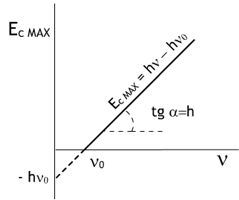 E_C MAX
E_C MAX = hν – hν₀
tg α=h
ν₀
ν
- hν₀